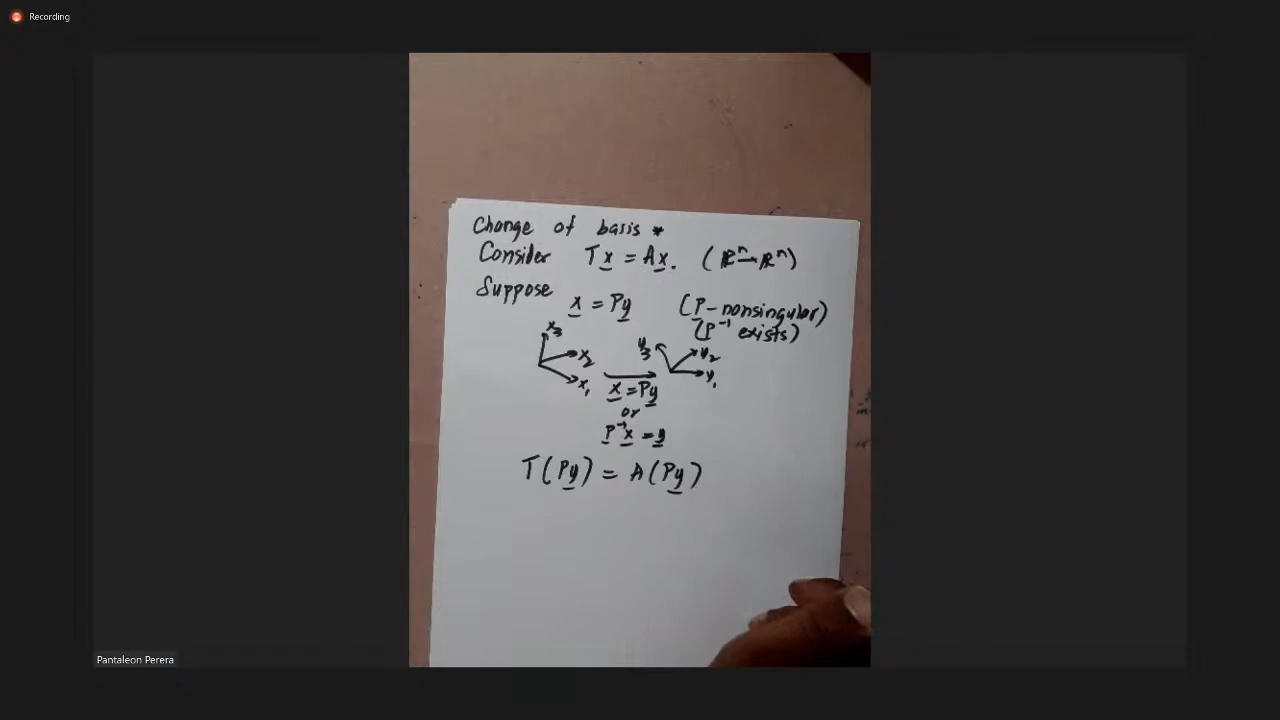 Recording
Change of basis *
Consider Tx = Ax. (ℝⁿ→ℝⁿ)
Suppose
x = Py (P-nonsingular)
(P⁻¹ exists)
x₃ x₂ x₁
y₃ y₂ y₁
x = Py
or
P⁻¹x = y
T(Py) = A(Py)
Pantaleon Perera